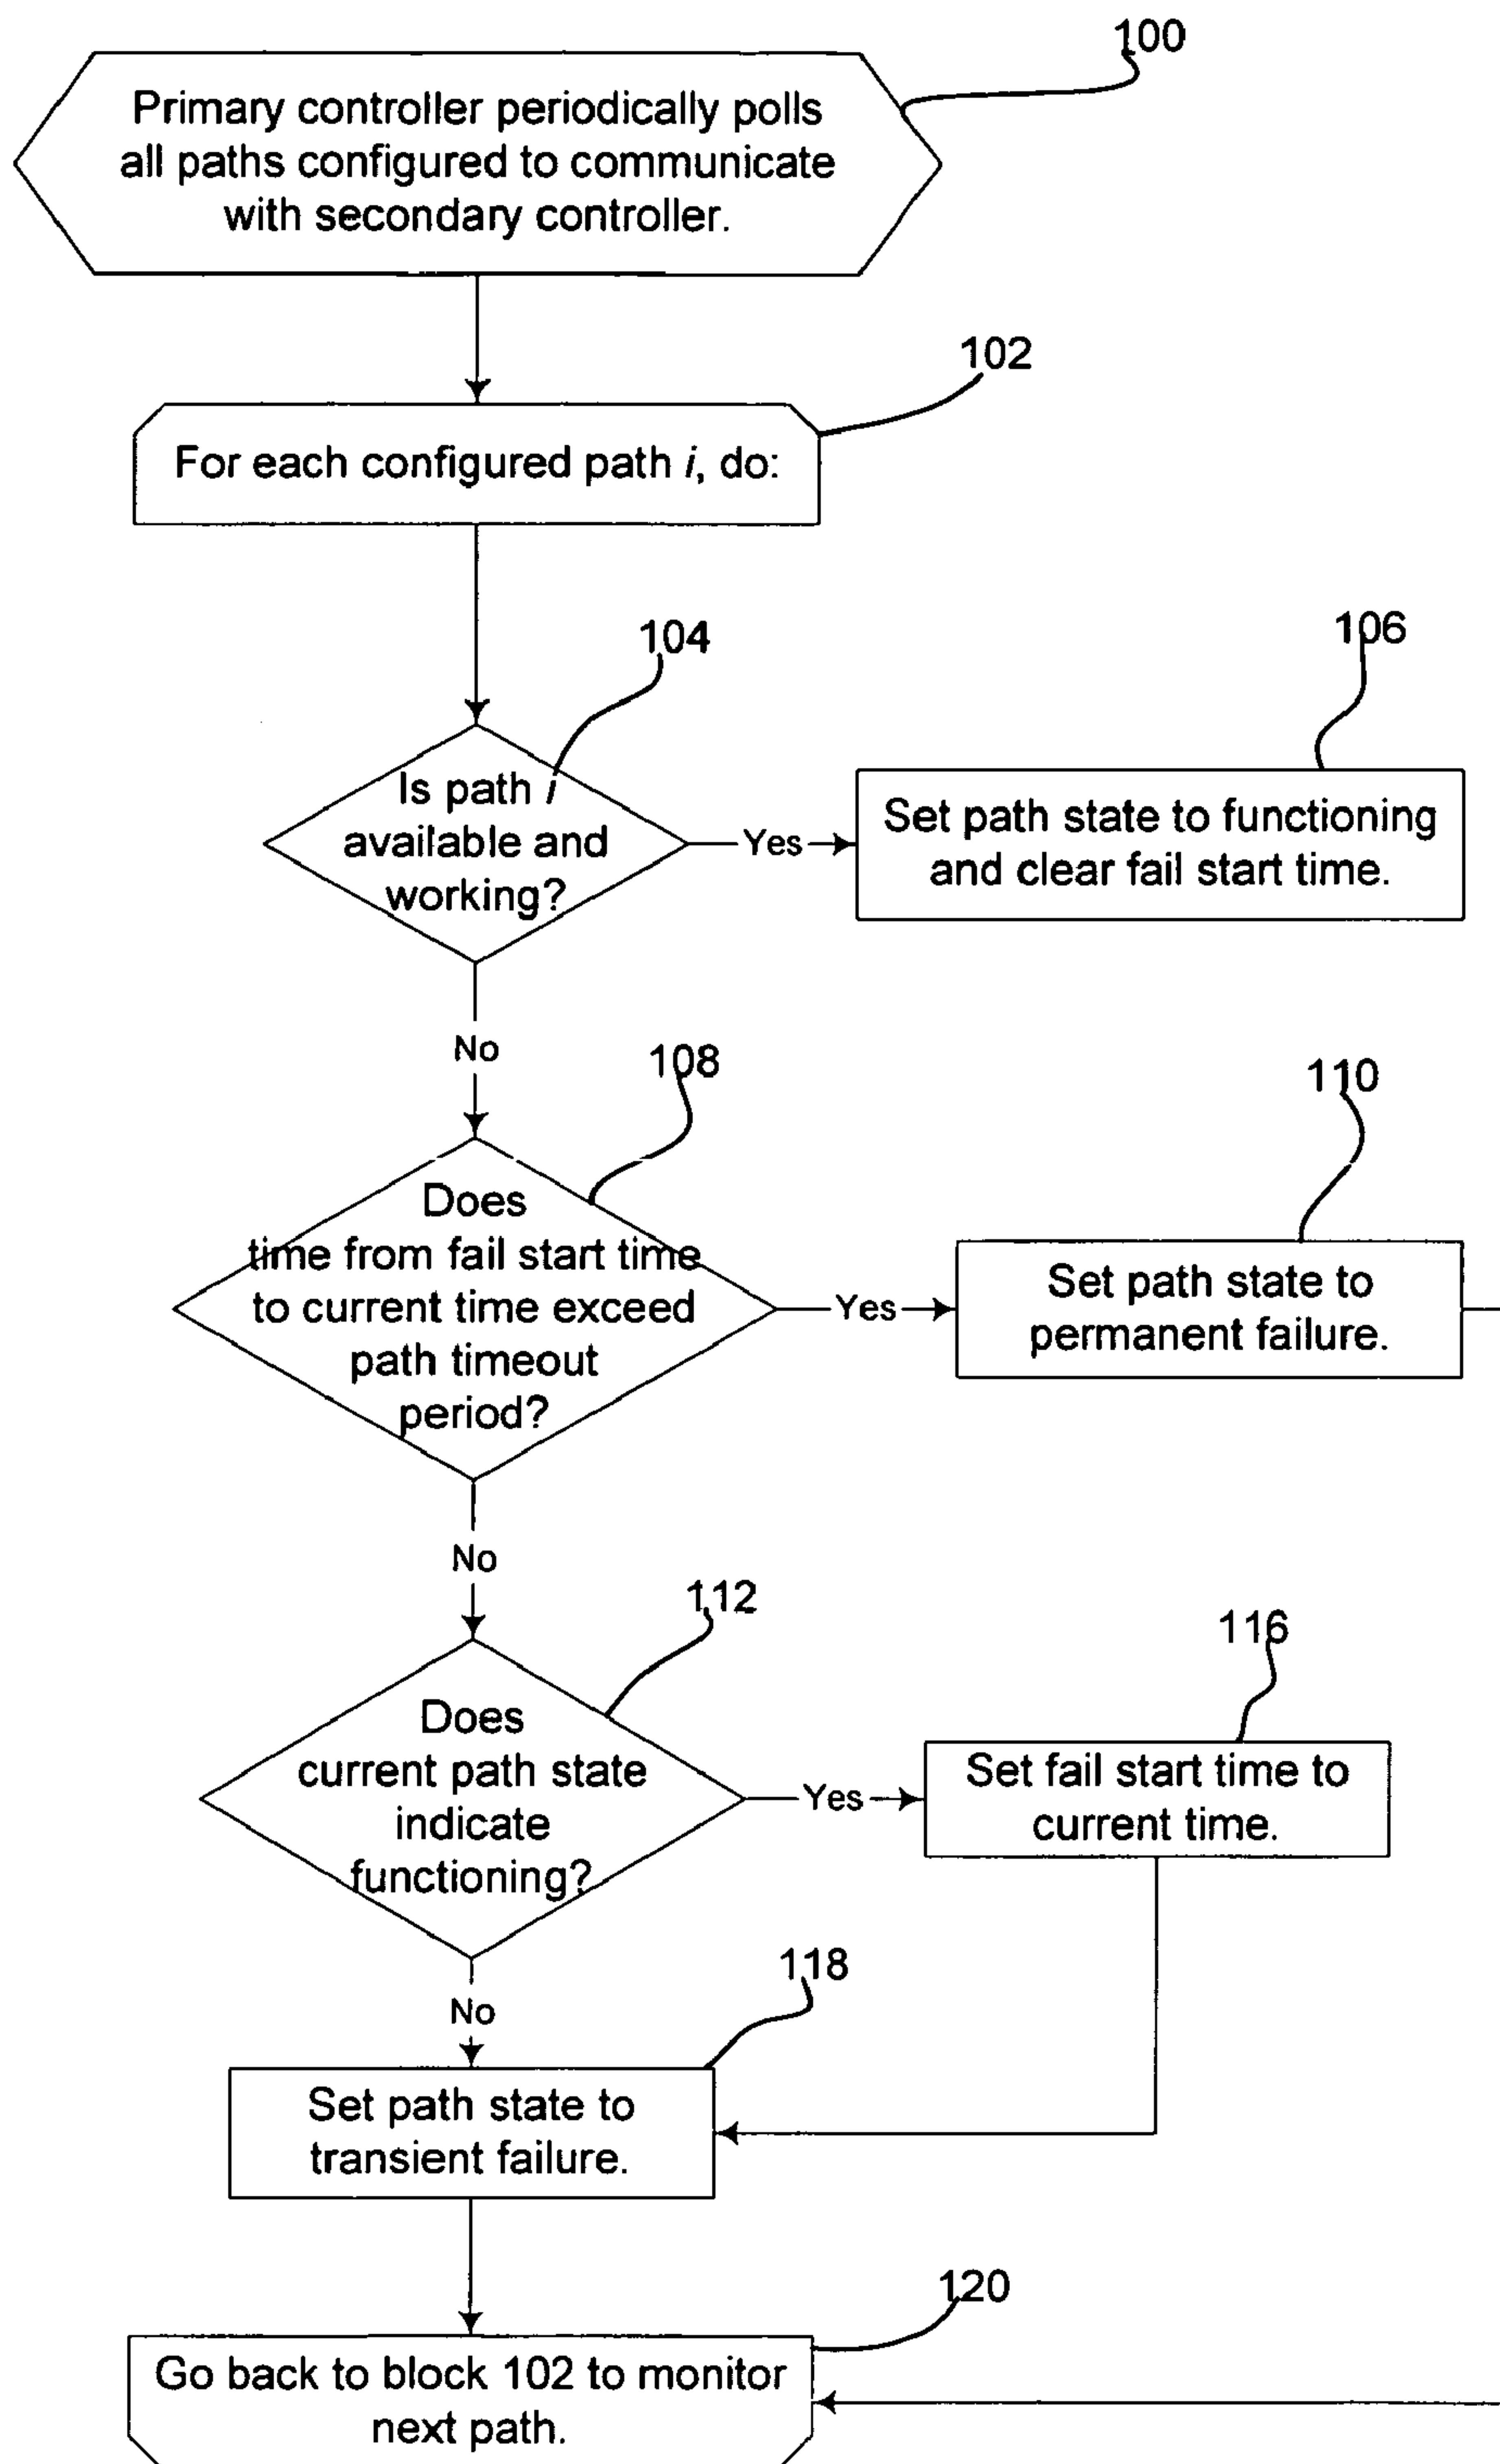 100
Primary controller periodically polls
all paths configured to communicate
with secondary controller.
102
For each configured path i, do:
104
106
Is path i
available and
working?
Yes
Set path state to functioning
and clear fail start time.
No
108
110
Does
time from fail start time
to current time exceed
path timeout
period?
Yes
Set path state to
permanent failure.
No
112
116
Does
current path state
indicate
functioning?
Yes
Set fail start time to
current time.
118
No
Set path state to
transient failure.
120
Go back to block 102 to monitor
next path.